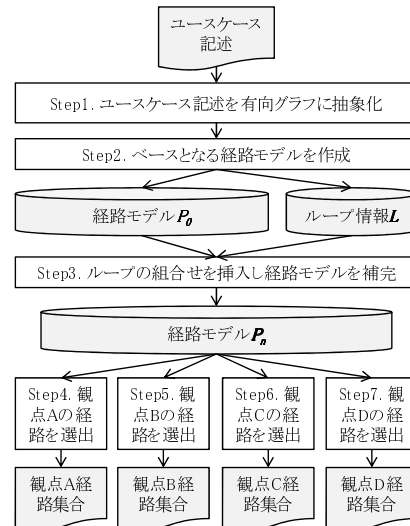 ユースケース
記述
Step1. ユースケース記述を有向グラフに抽象化
Step2. ベースとなる経路モデルを作成
経路モデルP0
ループ情報L
Step3. ループの組合せを挿入し経路モデルを補完
経路モデルPn
Step4. 観
点Aの経
路を選出
Step5. 観
点Bの経
路を選出
Step6. 観
点Cの経
路を選出
Step7. 観
点Dの経
路を選出
観点A経
路集合
観点B経
路集合
観点C経
路集合
観点D経
路集合